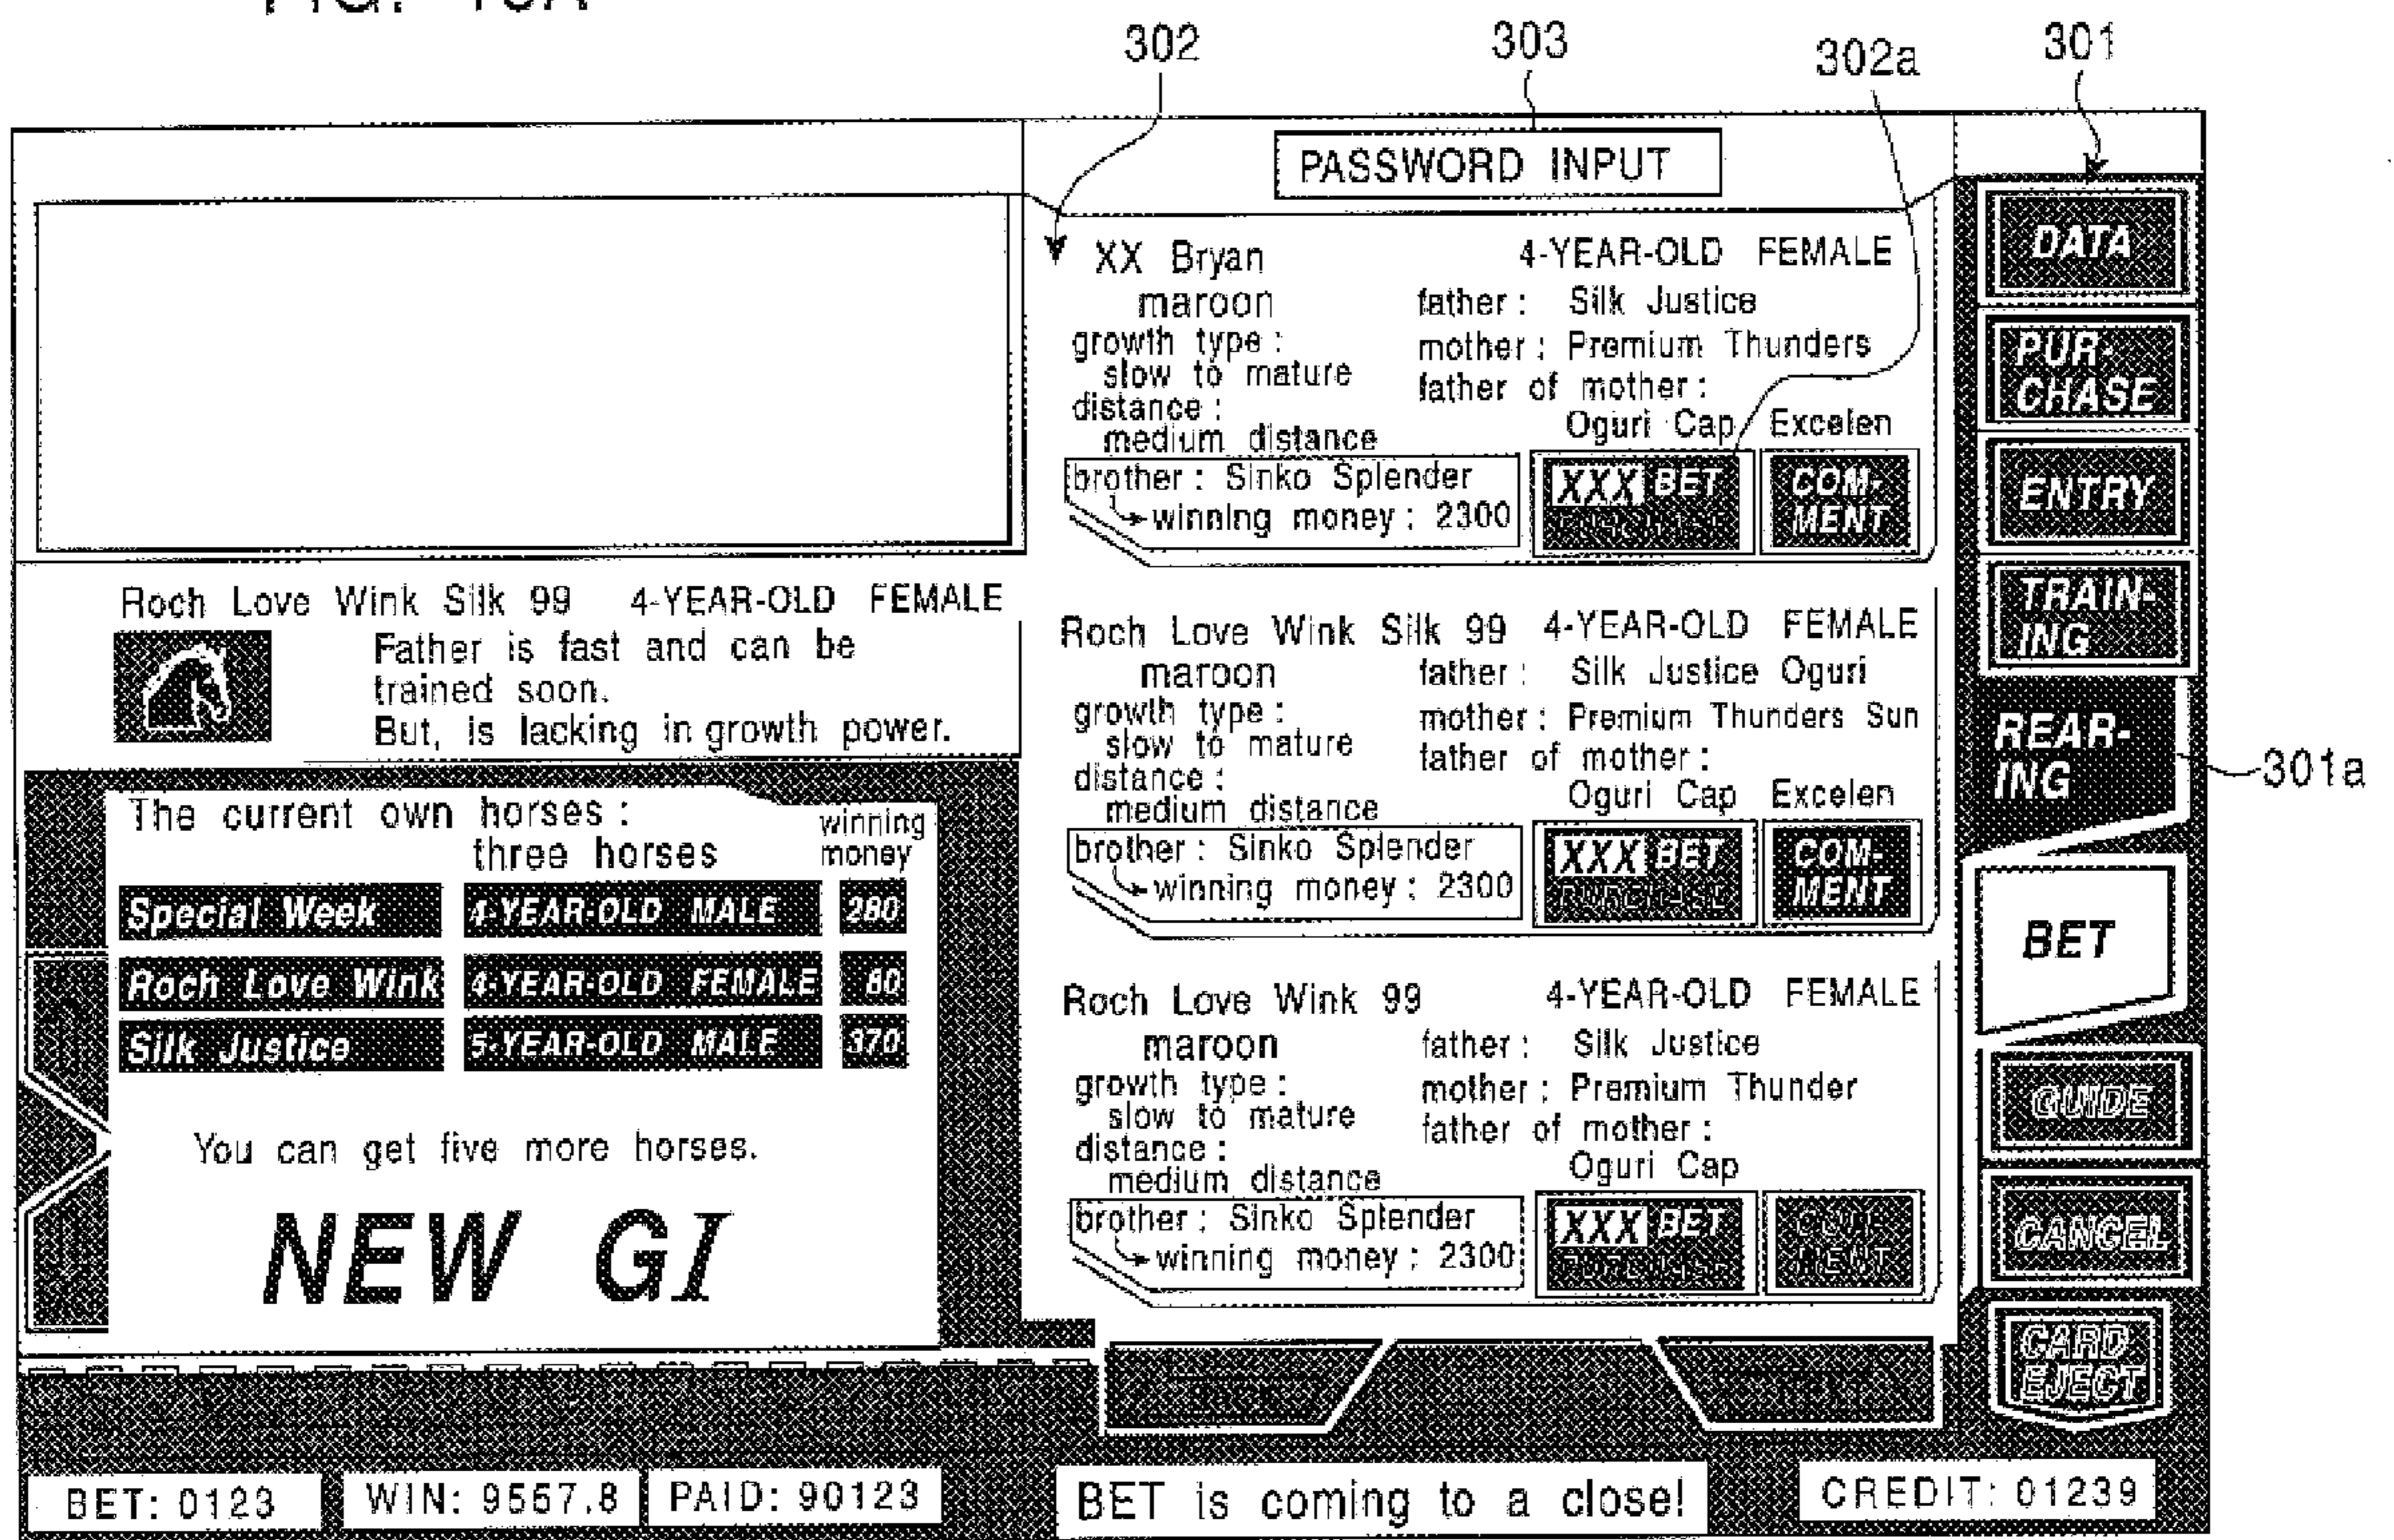 302
303
302a
301
PASSWORD INPUT
XX Bryan 4-YEAR-OLD FEMALE
maroon father : Silk Justice
growth type : mother : Premium Thunders
slow to mature father of mother :
distance : Oguri Cap Excelen
medium distance
brother : Sinko Splender
winning money : 2300
XXX BET
COM-
MENT
Roch Love Wink Silk 99 4-YEAR-OLD FEMALE
Father is fast and can be
trained soon.
But, is lacking in growth power.
The current own horses :
three horses
winning
money
Special Week 4-YEAR-OLD MALE 280
Roch Love Wink 4-YEAR-OLD FEMALE 80
Silk Justice 5-YEAR-OLD MALE 370
You can get five more horses.
NEW GI
Roch Love Wink Silk 99 4-YEAR-OLD FEMALE
maroon father : Silk Justice Oguri
growth type : mother : Premium Thunders Sun
slow to mature father of mother :
distance : Oguri Cap Excelen
medium distance
brother : Sinko Splender
winning money : 2300
XXX BET
PURCHASE
COM-
MENT
Roch Love Wink 99 4-YEAR-OLD FEMALE
maroon father : Silk Justice
growth type : mother : Premium Thunder
slow to mature father of mother :
distance : Oguri Cap
medium distance
brother : Sinko Splender
winning money : 2300
XXX BET
COM-
MENT
DATA
PUR-
CHASE
ENTRY
TRAIN-
ING
REAR-
ING
301a
BET
GUIDE
CANCEL
CARD
EJECT
BET: 0123
WIN: 9557.8
PAID: 90123
BET is coming to a close!
CREDIT: 01239